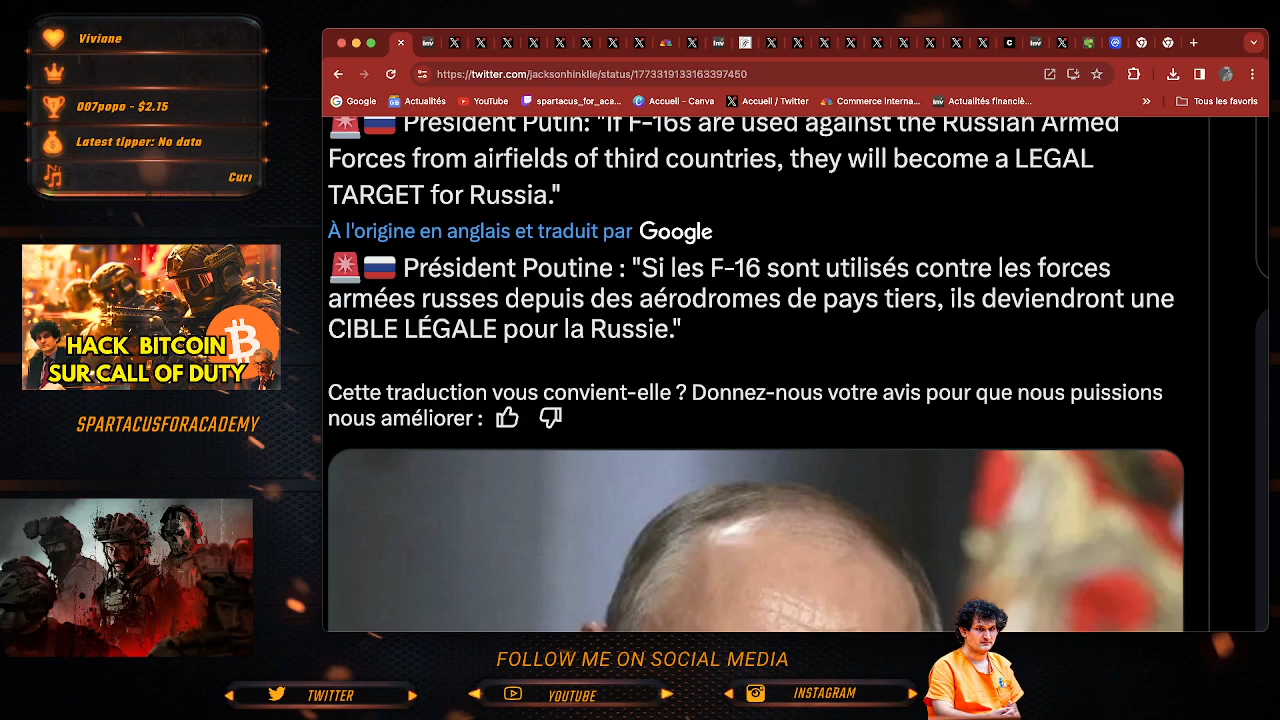 Viviane
007popo - $2.15
Latest tipper: No data
Curr
HACK BITCOIN
SUR CALL OF DUTY
SPARTACUSFORACADEMY
https://twitter.com/jacksonhinklle/status/1773319133163397450
Google
Actualités
YouTube
spartacus_for_aca...
Accueil - Canva
Accueil / Twitter
Commerce interna...
Actualités financiè...
»
Tous les favoris
President Putin: "If F-16s are used against the Russian Armed
Forces from airfields of third countries, they will become a LEGAL
TARGET for Russia."
À l'origine en anglais et traduit par Google
Président Poutine : "Si les F-16 sont utilisés contre les forces
armées russes depuis des aérodromes de pays tiers, ils deviendront une
CIBLE LÉGALE pour la Russie."
Cette traduction vous convient-elle ? Donnez-nous votre avis pour que nous puissions
nous améliorer :
FOLLOW ME ON SOCIAL MEDIA
TWITTER
YOUTUBE
INSTAGRAM